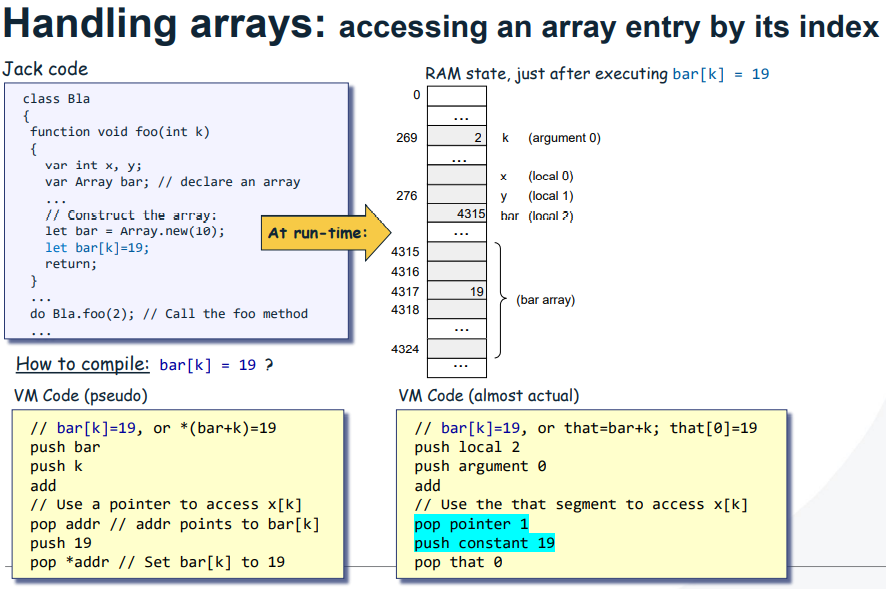 Handling arrays: accessing an array entry by its index
Jack code
class Bla
{
function void foo(int k)
{
var int x, y;
var Array bar; // declare an array
...
// Construct the array:
let bar = Array.new(10);
let bar[k]=19;
return;
}
...
do Bla.foo(2); // Call the foo method
...
At run-time:
RAM state, just after executing bar[k] = 19
0
...
269 2 k (argument 0)
...
x (local 0)
276 y (local 1)
4315 bar (local 2)
...
4315
4316
4317 19 (bar array)
4318
...
4324
...
How to compile: bar[k] = 19 ?
VM Code (pseudo)
// bar[k]=19, or *(bar+k)=19
push bar
push k
add
// Use a pointer to access x[k]
pop addr // addr points to bar[k]
push 19
pop *addr // Set bar[k] to 19
VM Code (almost actual)
// bar[k]=19, or that=bar+k; that[0]=19
push local 2
push argument 0
add
// Use the that segment to access x[k]
pop pointer 1
push constant 19
pop that 0